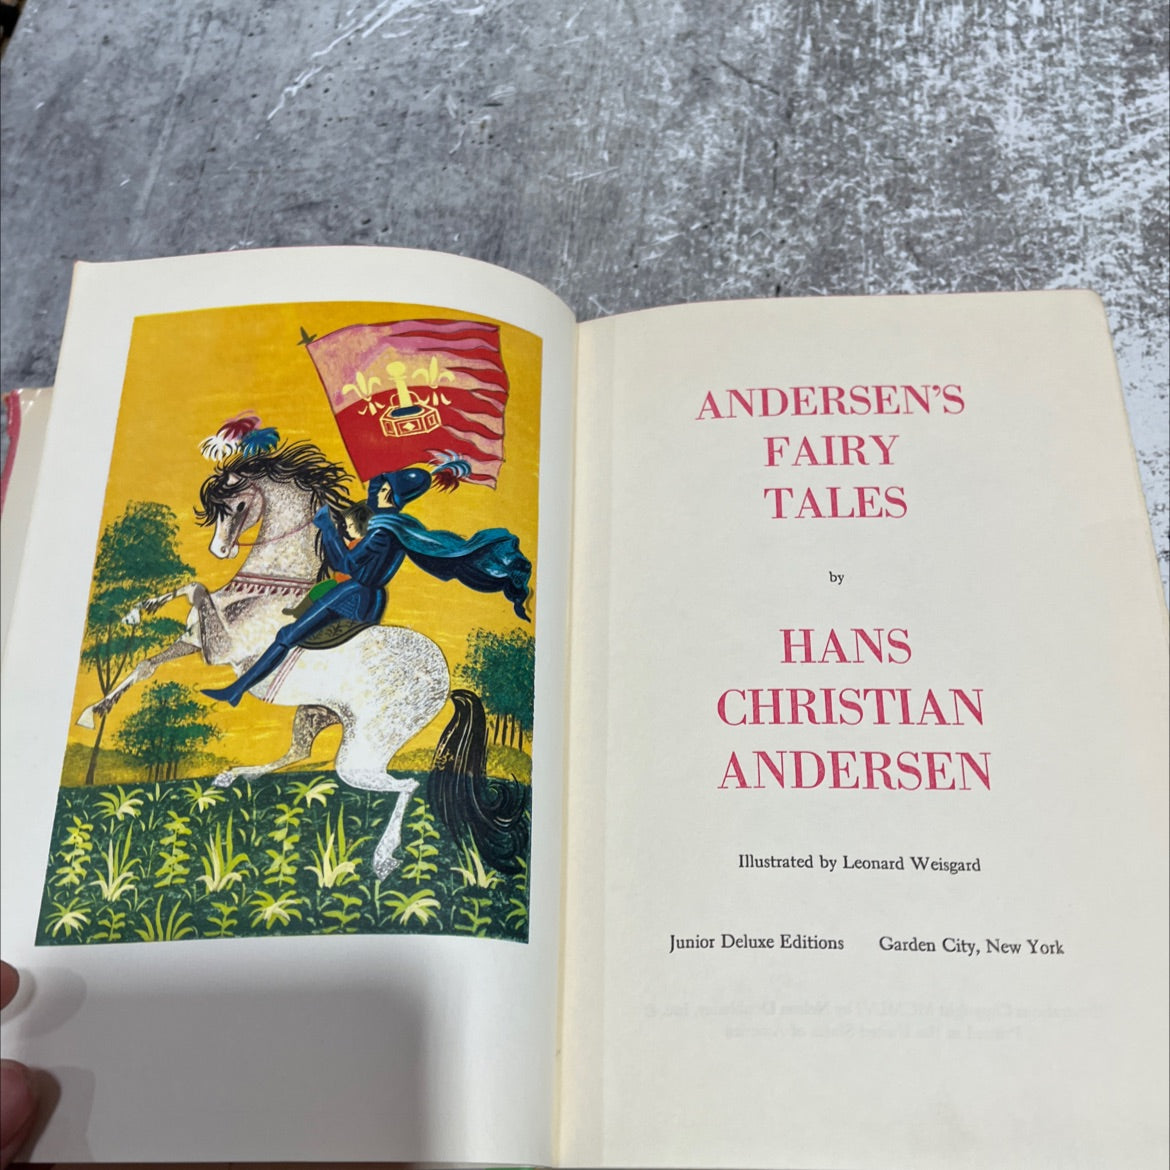 ANDERSEN'S
FAIRY
TALES
by
HANS
CHRISTIAN
ANDERSEN
Illustrated by Leonard Weisgard
Junior Deluxe Editions Garden City, New York